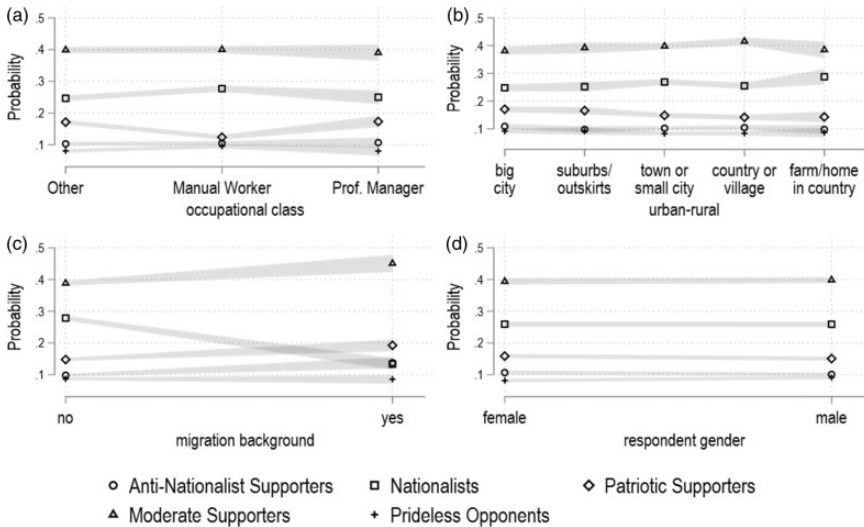 (a)
.5
.4
.3
.2
.1
Probability
Other
Manual Worker
Prof. Manager
occupational class
(b)
.5
.4
.3
.2
.1
Probability
big city
suburbs/ outskirts
town or small city
country or village
farm/home in country
urban-rural
(c)
.5
.4
.3
.2
.1
Probability
no
yes
migration background
(d)
.5
.4
.3
.2
.1
Probability
female
male
respondent gender
Anti-Nationalist Supporters
Nationalists
Patriotic Supporters
Moderate Supporters
Prideless Opponents